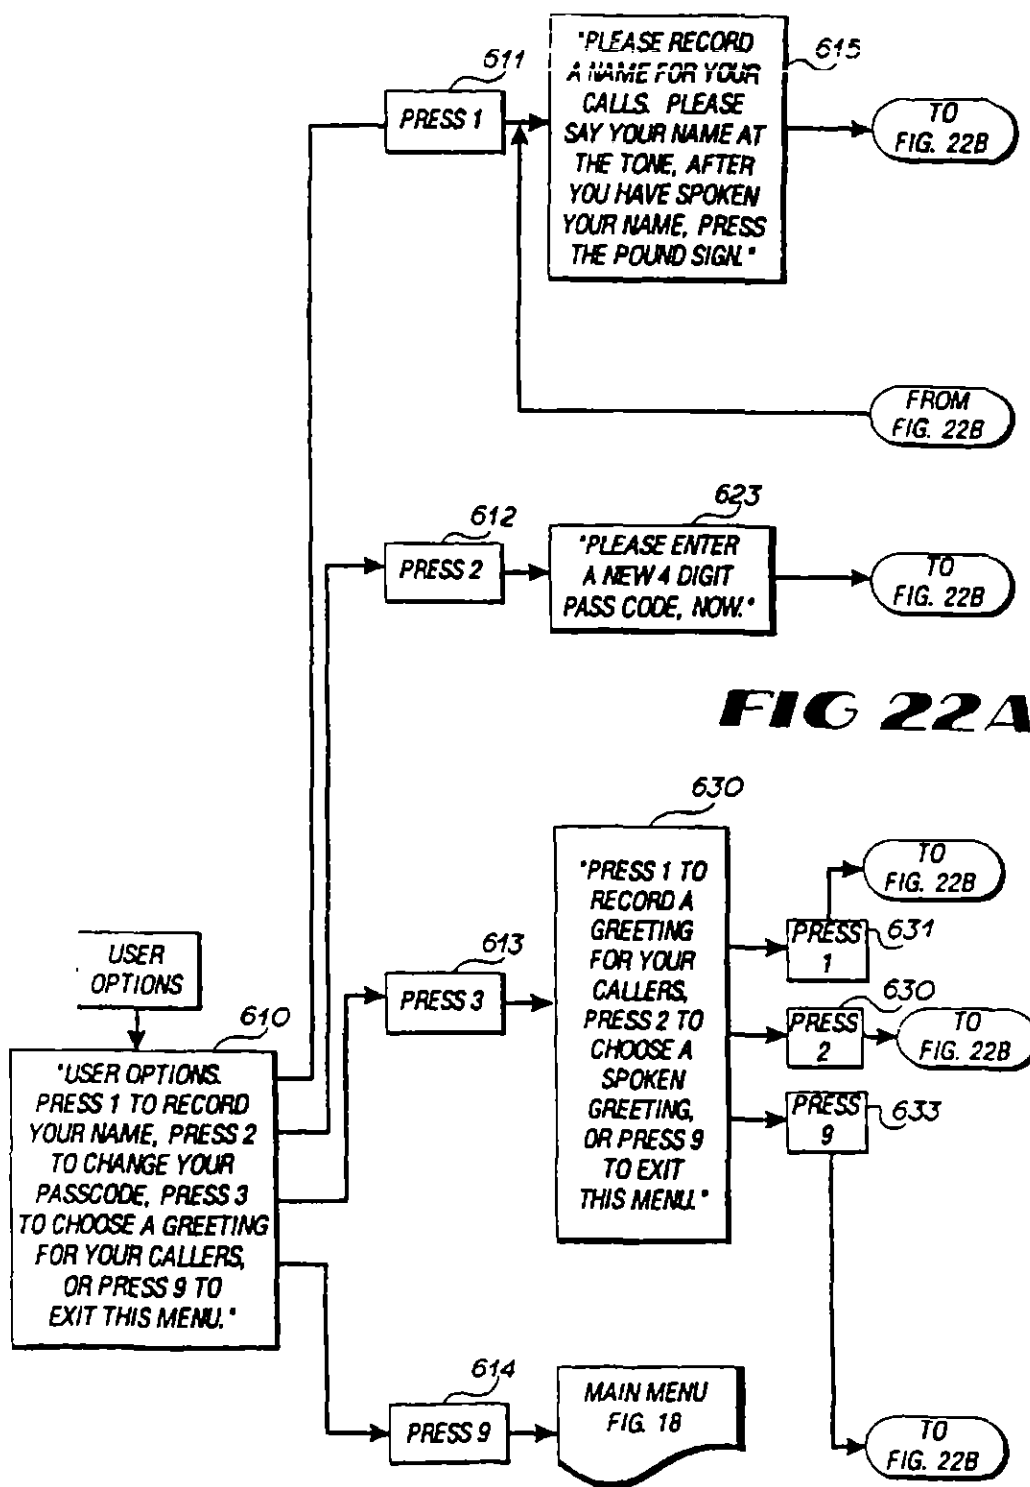 611
PRESS 1
"PLEASE RECORD
A NAME FOR YOUR
CALLS. PLEASE
SAY YOUR NAME AT
THE TONE, AFTER
YOU HAVE SPOKEN
YOUR NAME, PRESS
THE POUND SIGN."
615
TO
FIG. 22B
FROM
FIG. 22B
612
PRESS 2
623
"PLEASE ENTER
A NEW 4 DIGIT
PASS CODE, NOW."
TO
FIG. 22B
FIG 22A
USER
OPTIONS
610
"USER OPTIONS.
PRESS 1 TO RECORD
YOUR NAME, PRESS 2
TO CHANGE YOUR
PASSCODE, PRESS 3
TO CHOOSE A GREETING
FOR YOUR CALLERS,
OR PRESS 9 TO
EXIT THIS MENU."
613
PRESS 3
630
"PRESS 1 TO
RECORD A
GREETING
FOR YOUR
CALLERS,
PRESS 2 TO
CHOOSE A
SPOKEN
GREETING,
OR PRESS 9
TO EXIT
THIS MENU."
TO
FIG. 22B
PRESS
1
631
PRESS
2
630
TO
FIG. 22B
PRESS
9
633
TO
FIG. 22B
614
PRESS 9
MAIN MENU
FIG. 18